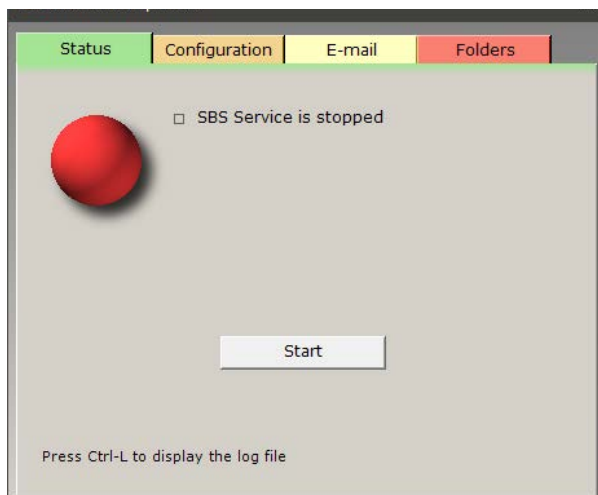 Status Configuration E-mail Folders
SBS Service is stopped
Start
Press Ctrl-L to display the log file